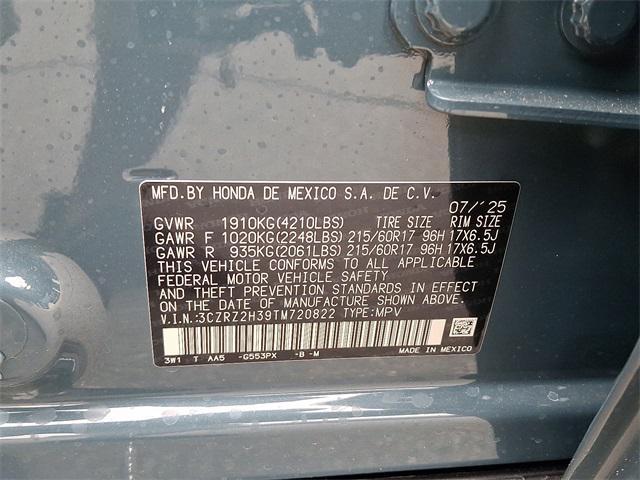 MFD.BY HONDA DE MEXICO S.A. DE C.V.
07/'25
GVWR 1910KG(4210LBS) TIRE SIZE RIM SIZE
GAWR F 1020KG(2248LBS) 215/60R17 96H 17X6.5J
GAWR R 935KG(2061LBS) 215/60R17 96H 17X6.5J
THIS VEHICLE CONFORMS TO ALL APPLICABLE
FEDERAL MOTOR VEHICLE SAFETY
AND THEFT PREVENTION STANDARDS IN EFFECT
ON THE DATE OF MANUFACTURE SHOWN ABOVE.
V.I.N.:3CZRZ2H39TM720822 TYPE:MPV
3W1 T AA5 -G553PX -B -M MADE IN MEXICO